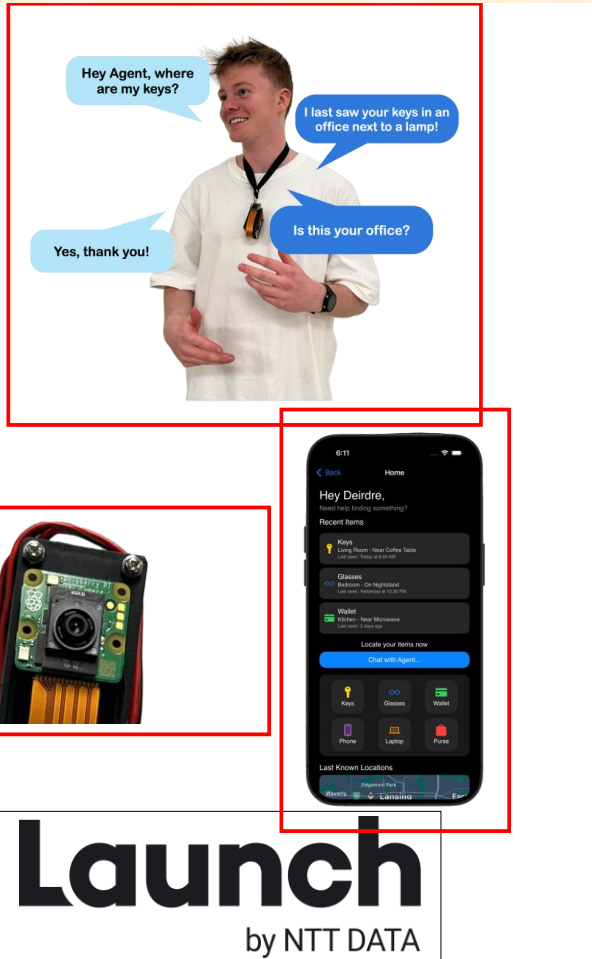 Hey Agent, where
are my keys?
I last saw your keys in an
office next to a lamp!
Is this your office?
Yes, thank you!
6:11
Back
Home
Hey Deirdre,
Need help finding something?
Recent Items
Keys
Living Room - Near Coffee Table
Last seen: Today at 9:45 AM
Glasses
Bedroom - On Nightstand
Last seen: Yesterday at 10:30 PM
Wallet
Kitchen - Near Microwave
Last seen: 2 days ago
Locate your items now
Chat with Agent...
Keys
Glasses
Wallet
Phone
Laptop
Purse
Last Known Locations
Edgemont Park
Waverly
Lansing
Launch
by NTT DATA